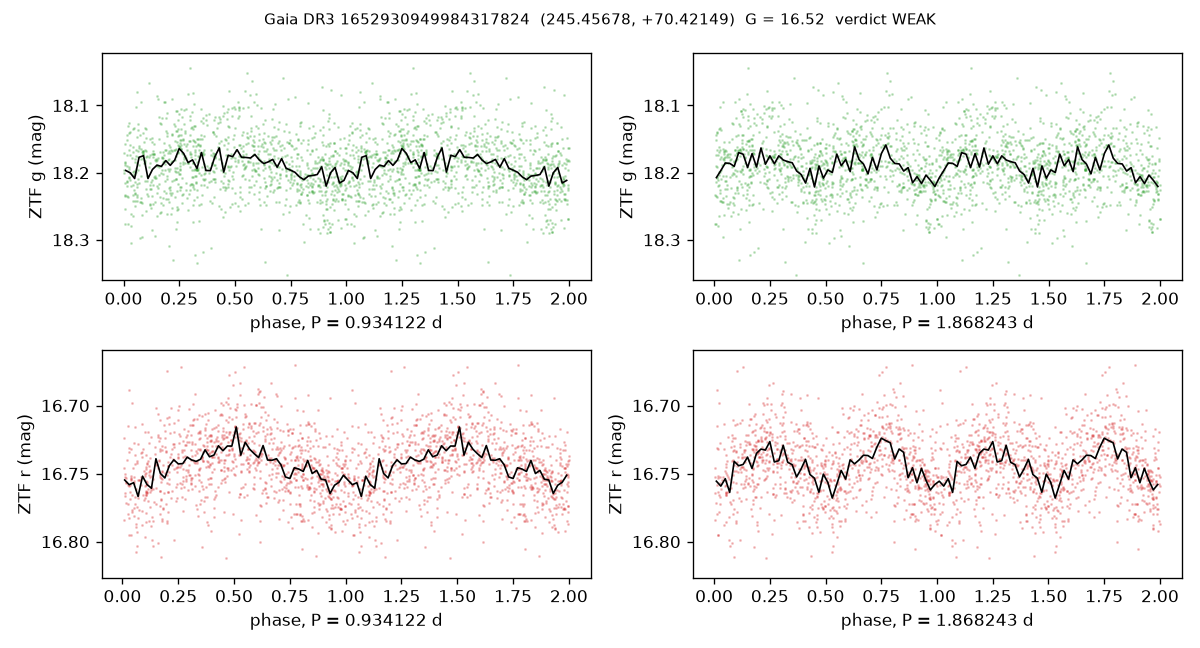 Gaia DR3 1652930949984317824 (245.45678, +70.42149) G = 16.52 verdict WEAK
ZTF g (mag)
18.1
18.2
18.3
0.00 0.25 0.50 0.75 1.00 1.25 1.50 1.75 2.00
phase, P = 0.934122 d
ZTF g (mag)
18.1
18.2
18.3
0.00 0.25 0.50 0.75 1.00 1.25 1.50 1.75 2.00
phase, P = 1.868243 d
ZTF r (mag)
16.70
16.75
16.80
0.00 0.25 0.50 0.75 1.00 1.25 1.50 1.75 2.00
phase, P = 0.934122 d
ZTF r (mag)
16.70
16.75
16.80
0.00 0.25 0.50 0.75 1.00 1.25 1.50 1.75 2.00
phase, P = 1.868243 d